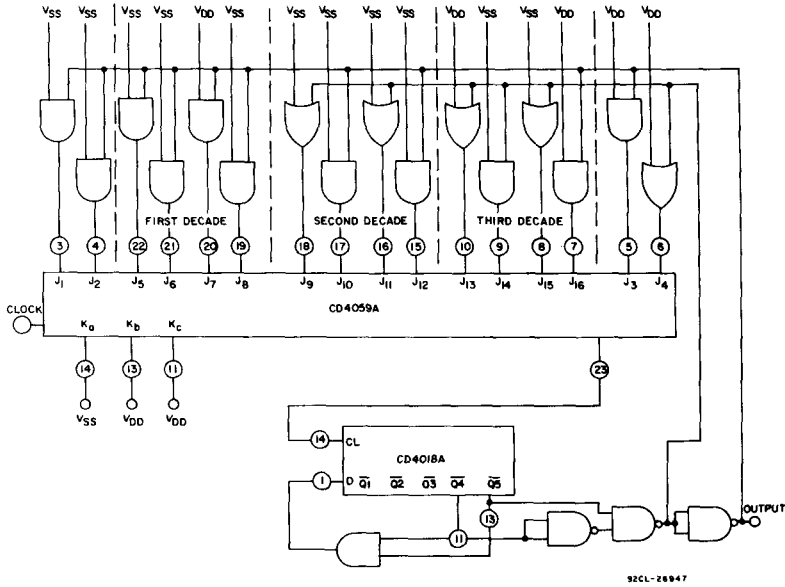 VSS VSS VSS VSS VDD VSS VSS VSS VSS VSS VDD VSS VSS VDD VDD VDD
FIRST DECADE SECOND DECADE THIRD DECADE
3 4 22 21 20 19 18 17 16 15 10 9 8 7 5 6
J1 J2 J5 J6 J7 J8 J9 J10 J11 J12 J13 J14 J15 J16 J3 J4
CLOCK
CD4059A
Ka Kb Kc
14 13 11 23
VSS VDD VDD
14 CL
CD4018A
1 D Q1 Q2 Q3 Q4 Q5
13
11
OUTPUT
92CL-26947